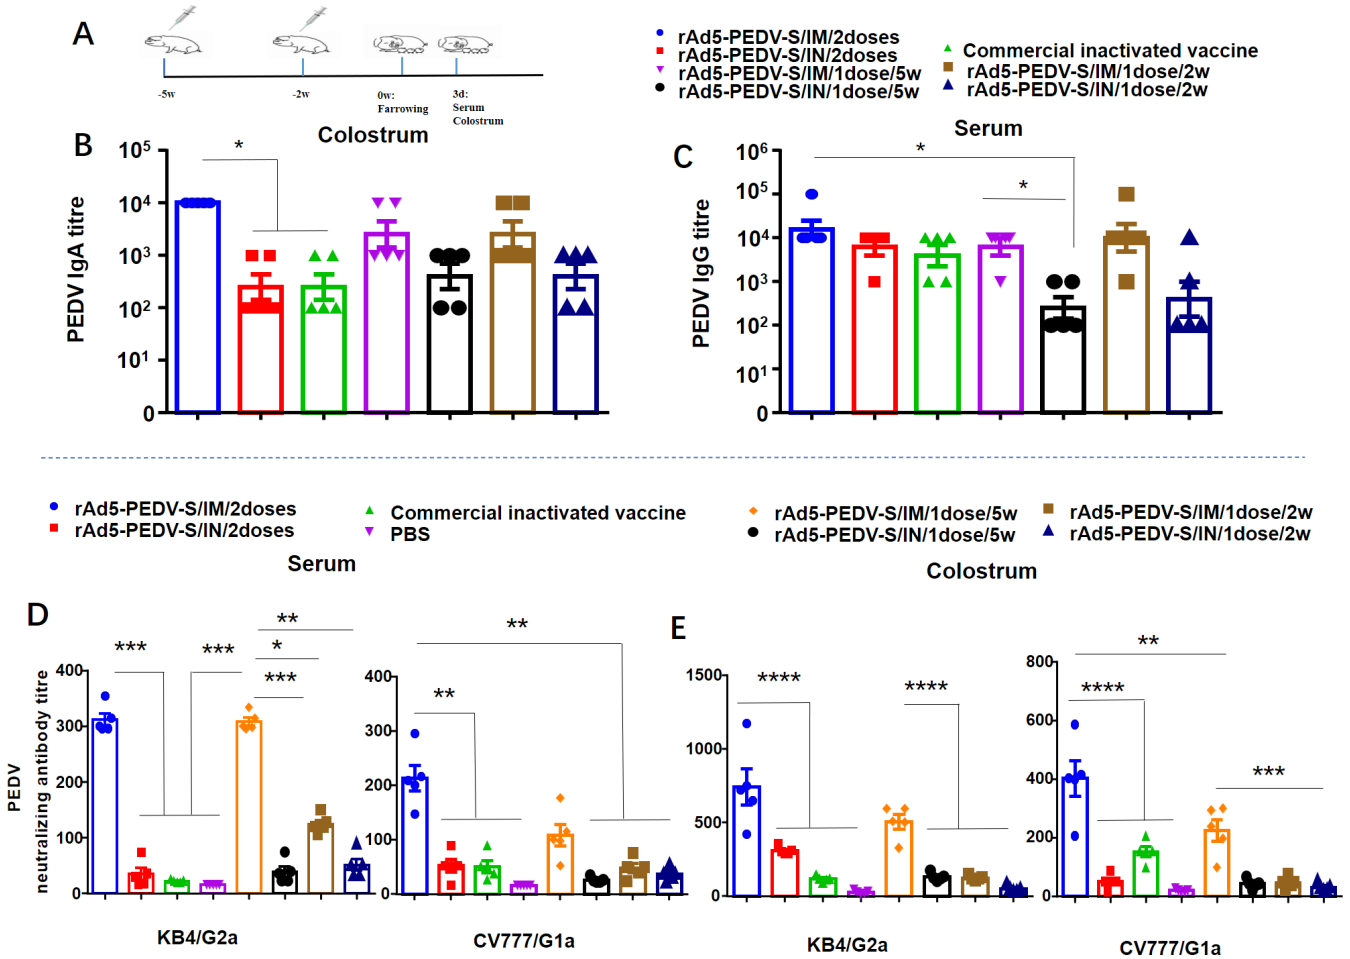 A
-5w
-2w
0w:
Farrowing
3d:
Serum
Colostrum
rAd5-PEDV-S/IM/2doses
rAd5-PEDV-S/IN/2doses
rAd5-PEDV-S/IM/1dose/5w
rAd5-PEDV-S/IN/1dose/5w
Commercial inactivated vaccine
rAd5-PEDV-S/IM/1dose/2w
rAd5-PEDV-S/IN/1dose/2w
B
Colostrum
PEDV IgA titre
10⁵
10⁴
10³
10²
10¹
0
*
C
Serum
PEDV IgG titre
10⁶
10⁵
10⁴
10³
10²
10¹
0
*
*
rAd5-PEDV-S/IM/2doses
rAd5-PEDV-S/IN/2doses
Commercial inactivated vaccine
PBS
rAd5-PEDV-S/IM/1dose/5w
rAd5-PEDV-S/IN/1dose/5w
rAd5-PEDV-S/IM/1dose/2w
rAd5-PEDV-S/IN/1dose/2w
Serum
Colostrum
D
PEDV
neutralizing antibody titre
400
300
200
100
0
***
***
**
*
***
KB4/G2a
400
300
200
100
0
**
**
CV777/G1a
E
1500
1000
500
0
****
****
KB4/G2a
800
600
400
200
0
**
****
***
CV777/G1a